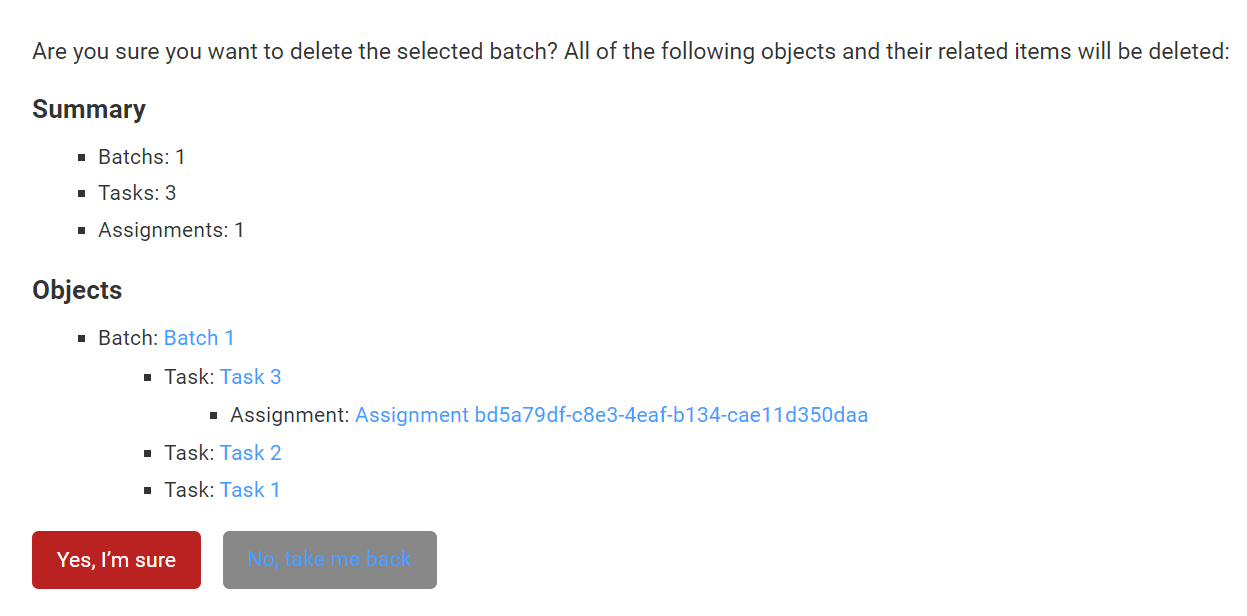 Are you sure you want to delete the selected batch? All of the following objects and their related items will be deleted:
Summary
Batchs: 1
Tasks: 3
Assignments: 1
Objects
Batch: Batch 1
Task: Task 3
Assignment: Assignment bd5a79df-c8e3-4eaf-b134-cae11d350daa
Task: Task 2
Task: Task 1
Yes, I’m sure No, take me back